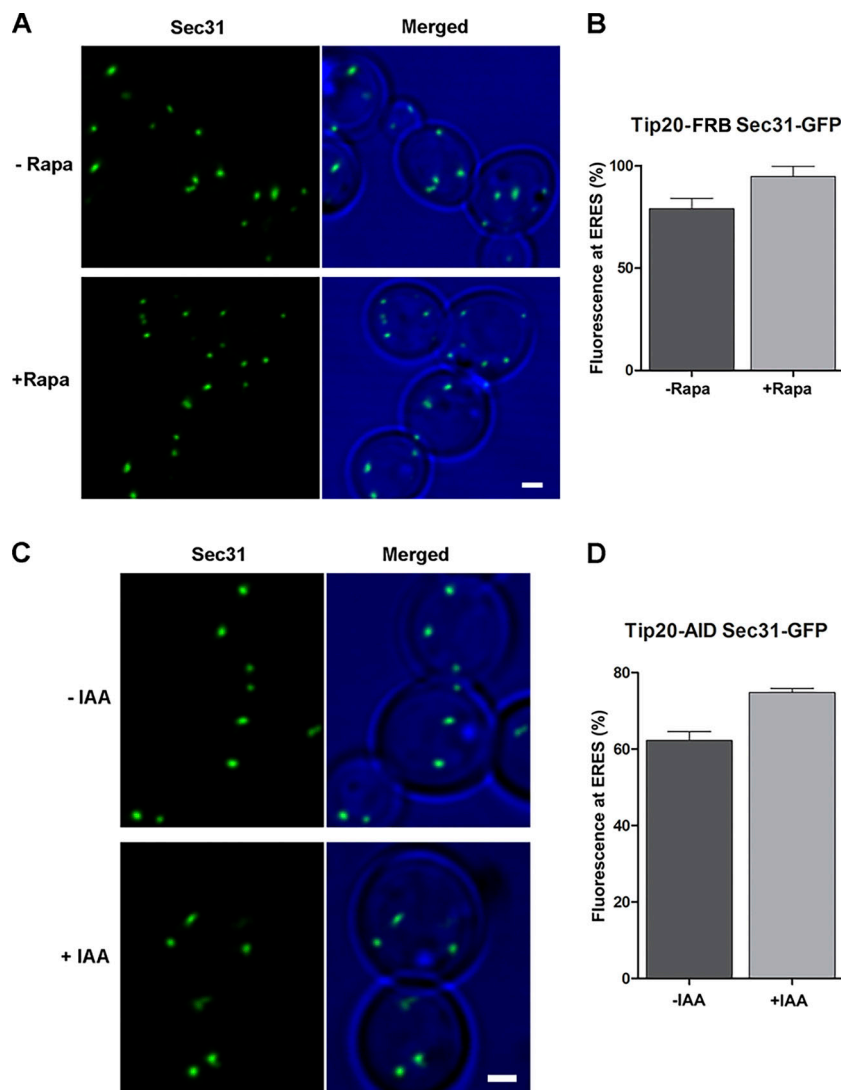 A
Sec31
Merged
- Rapa
+Rapa
B
Tip20-FRB Sec31-GFP
Fluorescence at ERES (%)
100
50
0
-Rapa
+Rapa
C
Sec31
Merged
- IAA
+ IAA
D
Tip20-AID Sec31-GFP
Fluorescence at ERES (%)
80
60
40
20
0
-IAA
+IAA